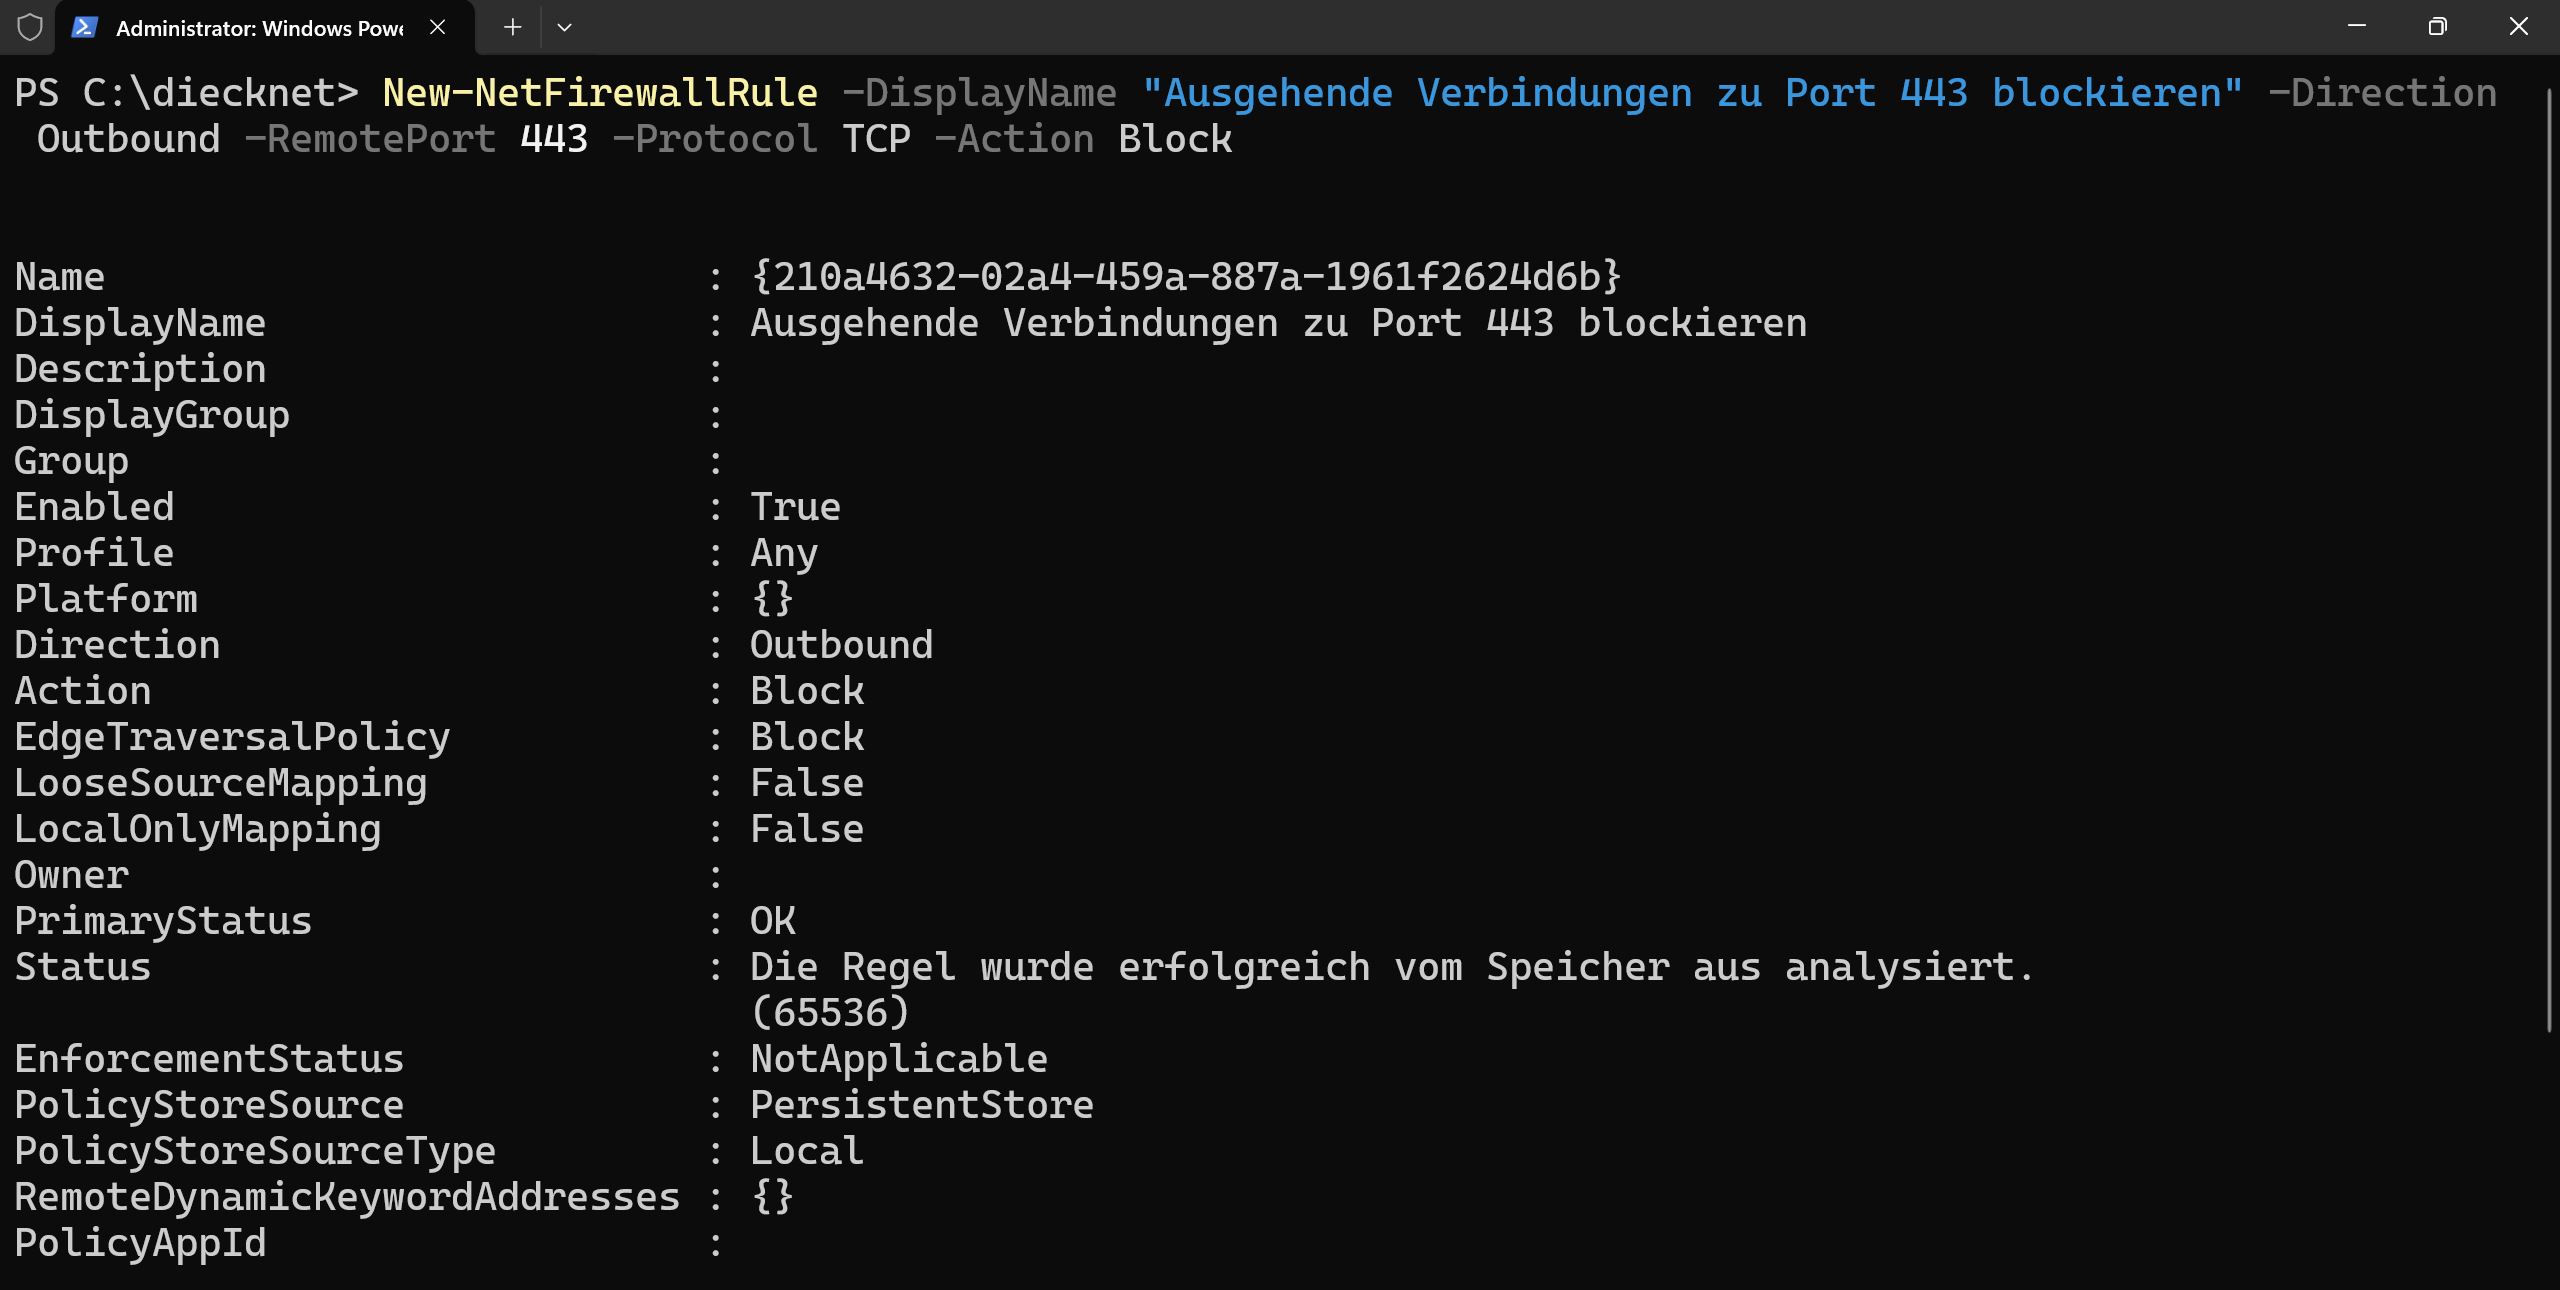 Administrator: Windows Powe
PS C:\diecknet> New-NetFirewallRule -DisplayName "Ausgehende Verbindungen zu Port 443 blockieren" -Direction
Outbound -RemotePort 443 -Protocol TCP -Action Block
Name : {210a4632-02a4-459a-887a-1961f2624d6b}
DisplayName : Ausgehende Verbindungen zu Port 443 blockieren
Description :
DisplayGroup :
Group :
Enabled : True
Profile : Any
Platform : {}
Direction : Outbound
Action : Block
EdgeTraversalPolicy : Block
LooseSourceMapping : False
LocalOnlyMapping : False
Owner :
PrimaryStatus : OK
Status : Die Regel wurde erfolgreich vom Speicher aus analysiert.
(65536)
EnforcementStatus : NotApplicable
PolicyStoreSource : PersistentStore
PolicyStoreSourceType : Local
RemoteDynamicKeywordAddresses : {}
PolicyAppId :